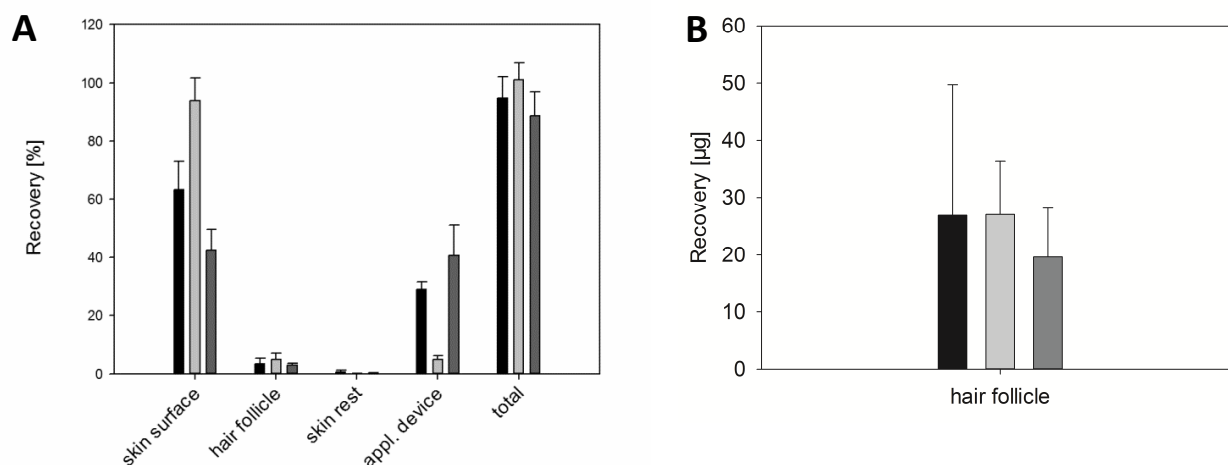 A
Recovery [%]
120
100
80
60
40
20
0
skin surface
hair follicle
skin rest
appl. device
total
B
Recovery [µg]
60
50
40
30
20
10
0
hair follicle